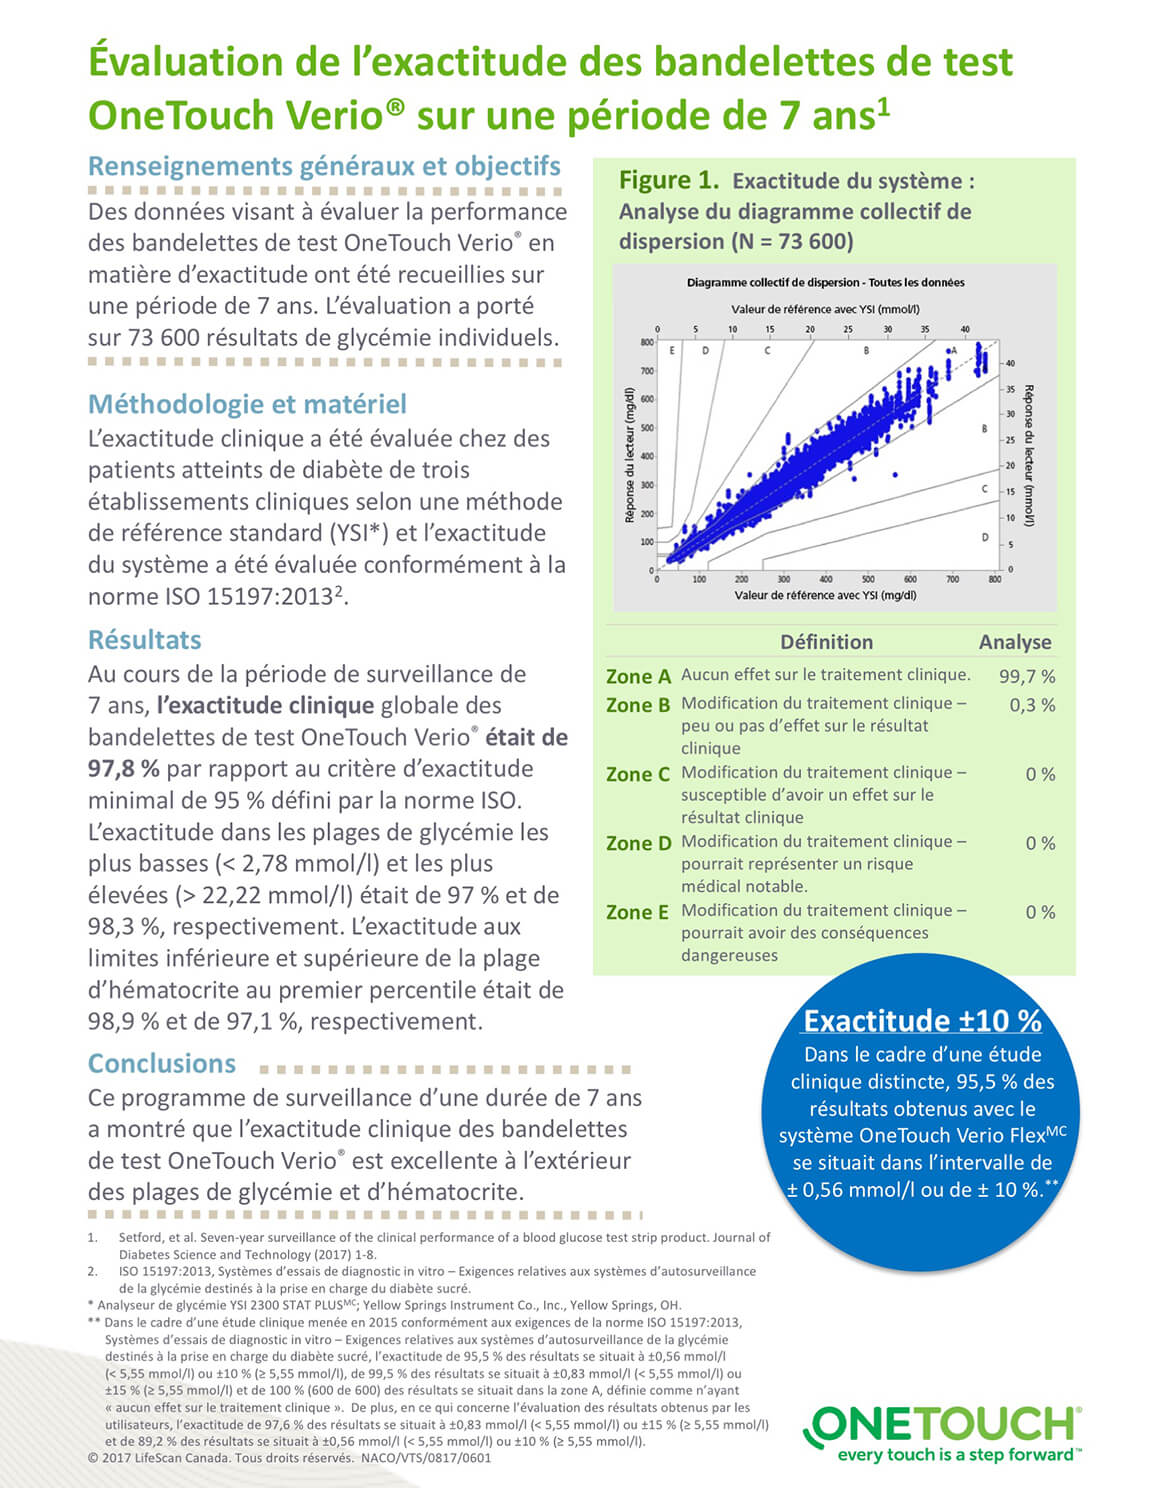 Évaluation de l’exactitude des bandelettes de test
OneTouch Verio® sur une période de 7 ans¹
Renseignements généraux et objectifs
Des données visant à évaluer la performance
des bandelettes de test OneTouch Verio® en
matière d’exactitude ont été recueillies sur
une période de 7 ans. L’évaluation a porté
sur 73 600 résultats de glycémie individuels.
Méthodologie et matériel
L’exactitude clinique a été évaluée chez des
patients atteints de diabète de trois
établissements cliniques selon une méthode
de référence standard (YSI*) et l’exactitude
du système a été évaluée conformément à la
norme ISO 15197:2013².
Résultats
Au cours de la période de surveillance de
7 ans, l’exactitude clinique globale des
bandelettes de test OneTouch Verio® était de
97,8 % par rapport au critère d’exactitude
minimal de 95 % défini par la norme ISO.
L’exactitude dans les plages de glycémie les
plus basses (< 2,78 mmol/l) et les plus
élevées (> 22,22 mmol/l) était de 97 % et de
98,3 %, respectivement. L’exactitude aux
limites inférieure et supérieure de la plage
d’hématocrite au premier percentile était de
98,9 % et de 97,1 %, respectivement.
Conclusions
Ce programme de surveillance d’une durée de 7 ans
a montré que l’exactitude clinique des bandelettes
de test OneTouch Verio® est excellente à l’extérieur
des plages de glycémie et d’hématocrite.
Figure 1. Exactitude du système :
Analyse du diagramme collectif de
dispersion (N = 73 600)
Diagramme collectif de dispersion - Toutes les données
Valeur de référence avec YSI (mmol/l)
0 5 10 15 20 25 30 35 40
E D C B A
800
700
600
500
400
300
200
100
0
Réponse du lecteur (mg/dl)
40
35
30
25
20
15
10
5
0
Réponse du lecteur (mmol/l)
B
C
D
0 100 200 300 400 500 600 700 800
Valeur de référence avec YSI (mg/dl)
Définition Analyse
Zone A Aucun effet sur le traitement clinique. 99,7 %
Zone B Modification du traitement clinique – 0,3 %
peu ou pas d’effet sur le résultat
clinique
Zone C Modification du traitement clinique – 0 %
susceptible d’avoir un effet sur le
résultat clinique
Zone D Modification du traitement clinique – 0 %
pourrait représenter un risque
médical notable.
Zone E Modification du traitement clinique – 0 %
pourrait avoir des conséquences
dangereuses
Exactitude ±10 %
Dans le cadre d’une étude
clinique distincte, 95,5 % des
résultats obtenus avec le
système OneTouch Verio Flexᴹᶜ
se situait dans l’intervalle de
± 0,56 mmol/l ou de ± 10 %.**
1. Setford, et al. Seven-year surveillance of the clinical performance of a blood glucose test strip product. Journal of
Diabetes Science and Technology (2017) 1-8.
2. ISO 15197:2013, Systèmes d’essais de diagnostic in vitro – Exigences relatives aux systèmes d’autosurveillance
de la glycémie destinés à la prise en charge du diabète sucré.
* Analyseur de glycémie YSI 2300 STAT PLUSᴹᶜ; Yellow Springs Instrument Co., Inc., Yellow Springs, OH.
** Dans le cadre d’une étude clinique menée en 2015 conformément aux exigences de la norme ISO 15197:2013,
Systèmes d’essais de diagnostic in vitro – Exigences relatives aux systèmes d’autosurveillance de la glycémie
destinés à la prise en charge du diabète sucré, l’exactitude de 95,5 % des résultats se situait à ±0,56 mmol/l
(< 5,55 mmol/l) ou ±10 % (≥ 5,55 mmol/l), de 99,5 % des résultats se situait à ±0,83 mmol/l (< 5,55 mmol/l) ou
±15 % (≥ 5,55 mmol/l) et de 100 % (600 de 600) des résultats se situait dans la zone A, définie comme n’ayant
« aucun effet sur le traitement clinique ». De plus, en ce qui concerne l’évaluation des résultats obtenus par les
utilisateurs, l’exactitude de 97,6 % des résultats se situait à ±0,83 mmol/l (< 5,55 mmol/l) ou ±15 % (≥ 5,55 mmol/l)
et de 89,2 % des résultats se situait à ±0,56 mmol/l (< 5,55 mmol/l) ou ±10 % (≥ 5,55 mmol/l).
© 2017 LifeScan Canada. Tous droits réservés. NACO/VTS/0817/0601
ONETOUCH®
every touch is a step forward™